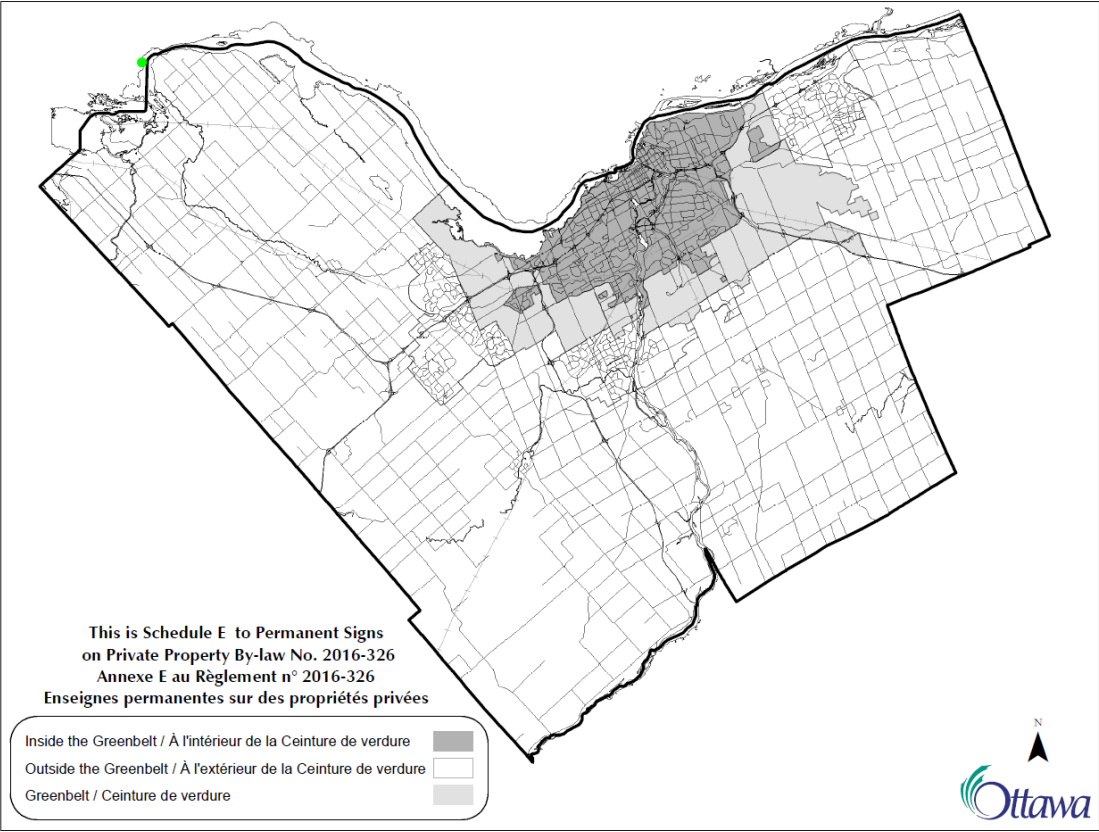 This is Schedule E to Permanent Signs
on Private Property By-law No. 2016-326
Annexe E au Règlement n° 2016-326
Enseignes permanentes sur des propriétés privées
Inside the Greenbelt / À l'intérieur de la Ceinture de verdure
Outside the Greenbelt / À l'extérieur de la Ceinture de verdure
Greenbelt / Ceinture de verdure
N
Ottawa